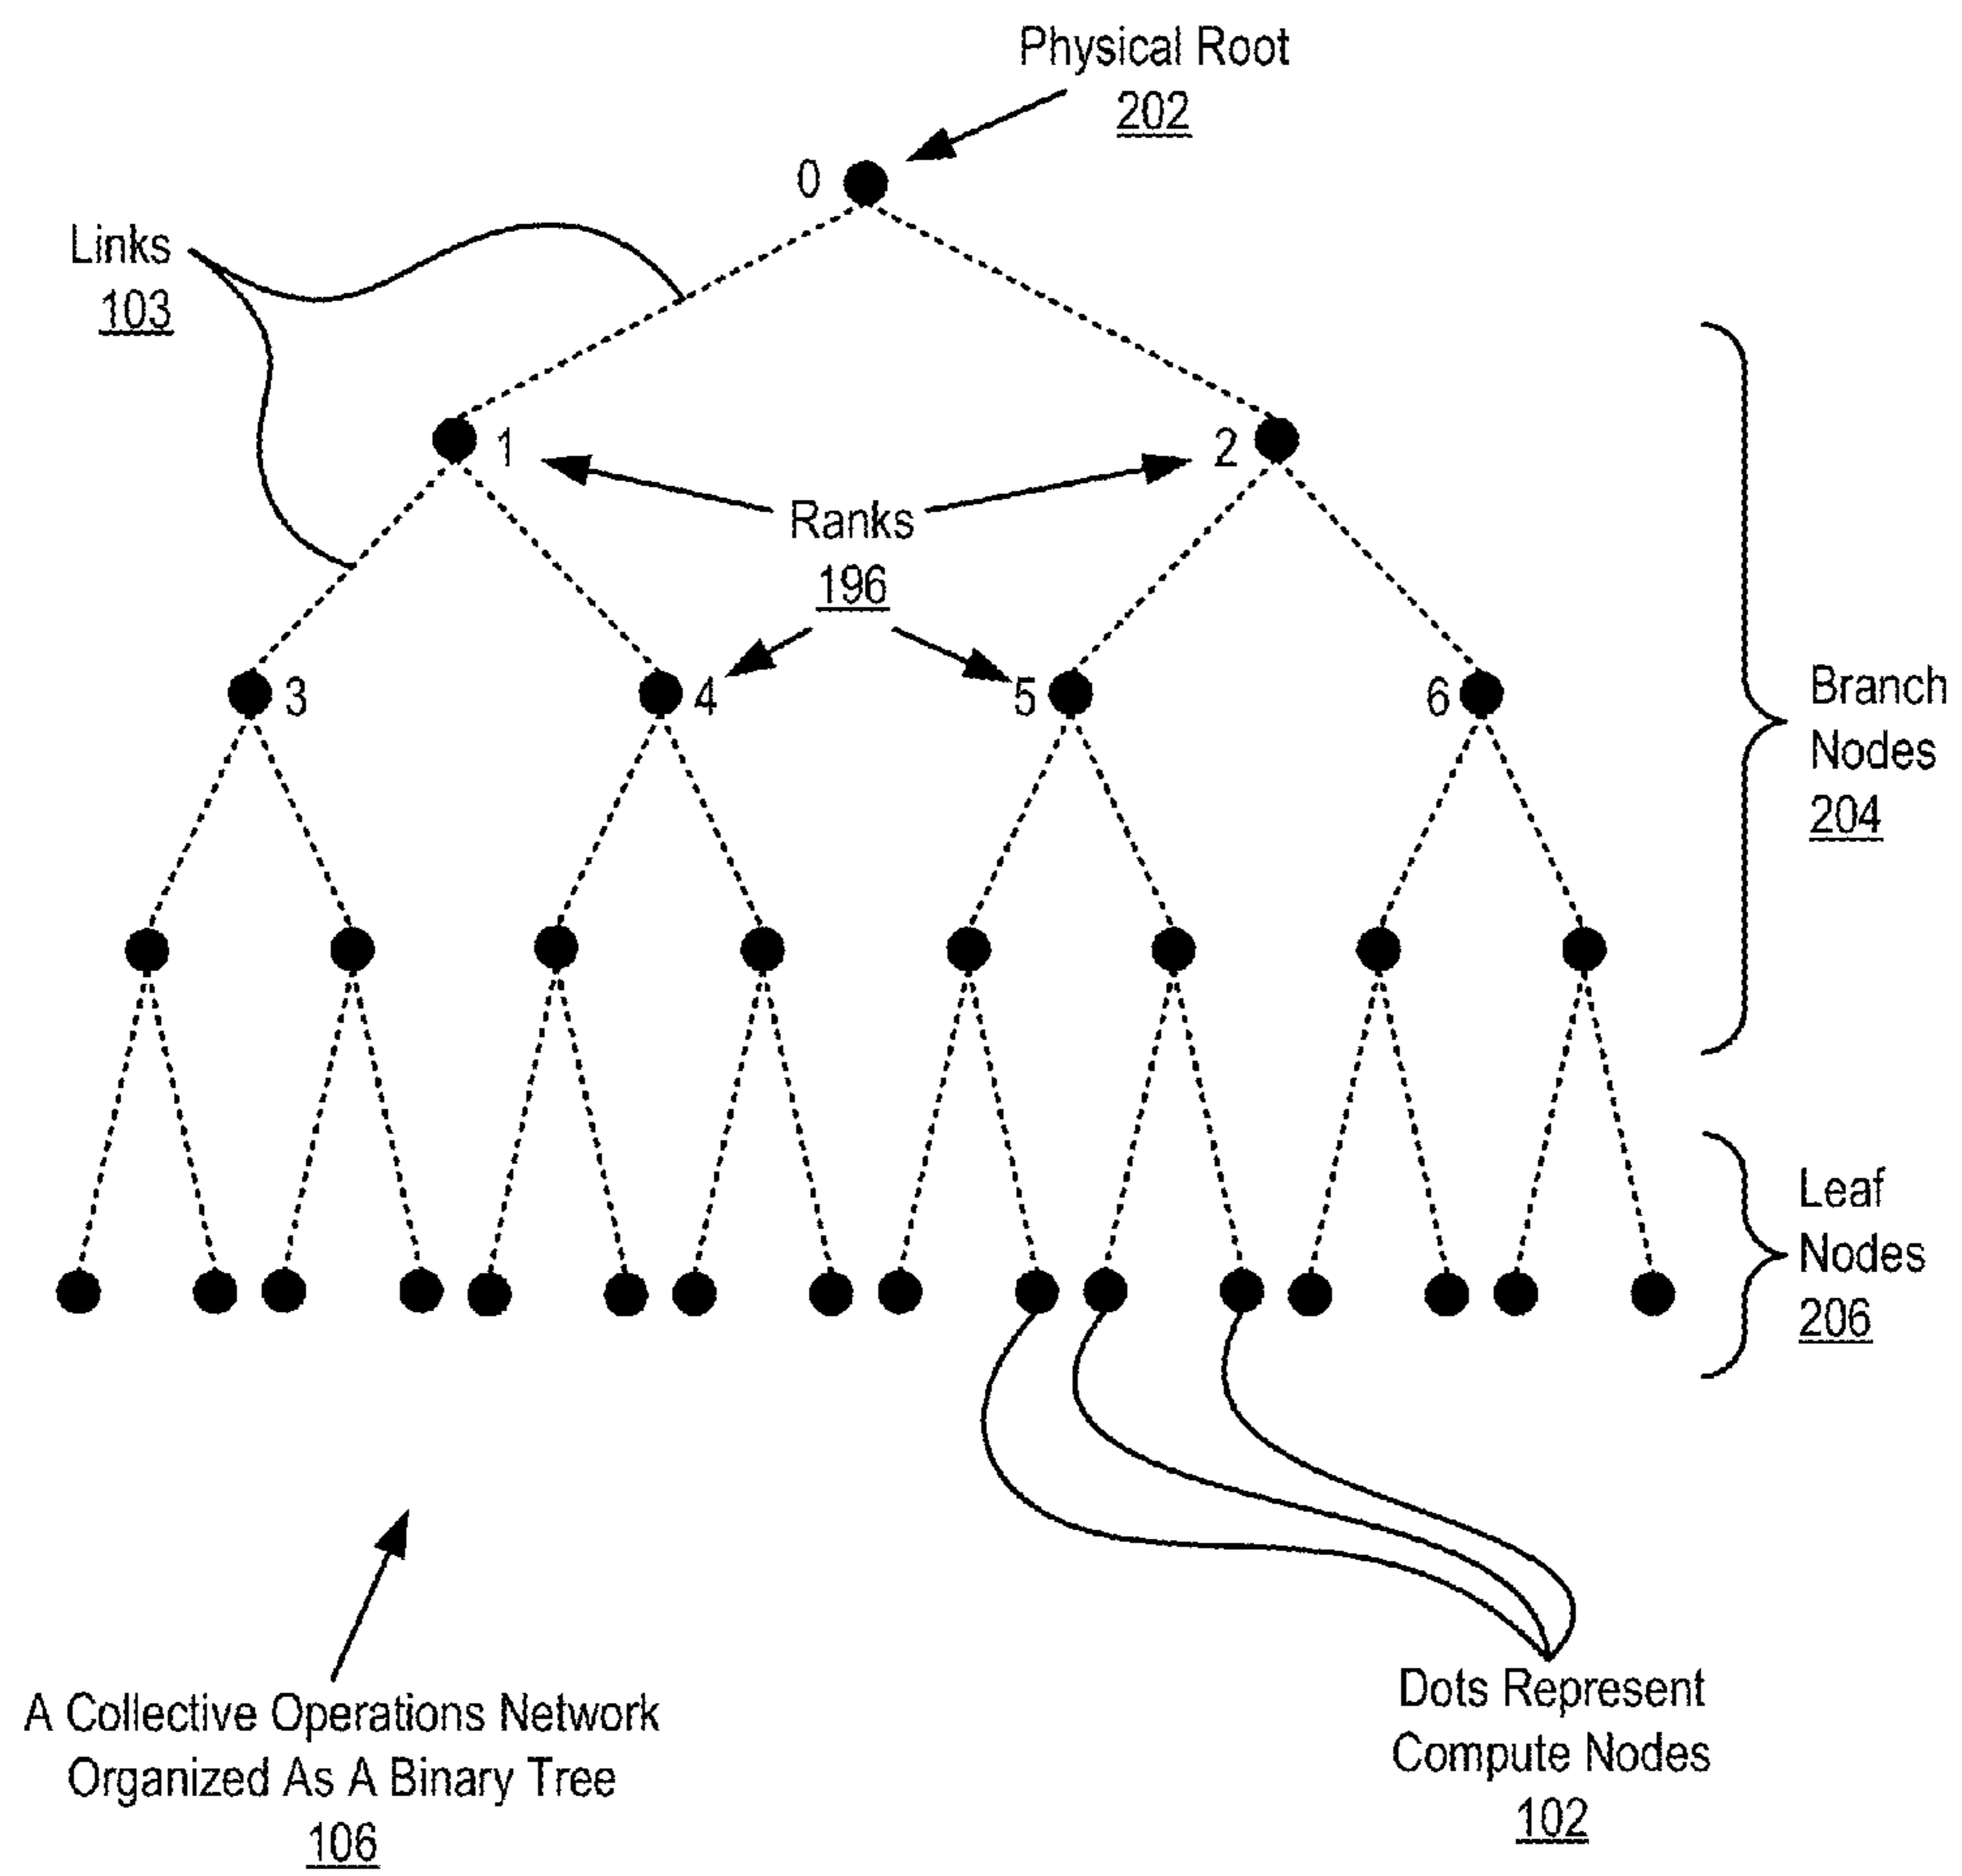 Physical Root
202
0
Links
103
1
2
Ranks
196
3
4
5
6
Branch
Nodes
204
Leaf
Nodes
206
A Collective Operations Network
Organized As A Binary Tree
106
Dots Represent
Compute Nodes
102